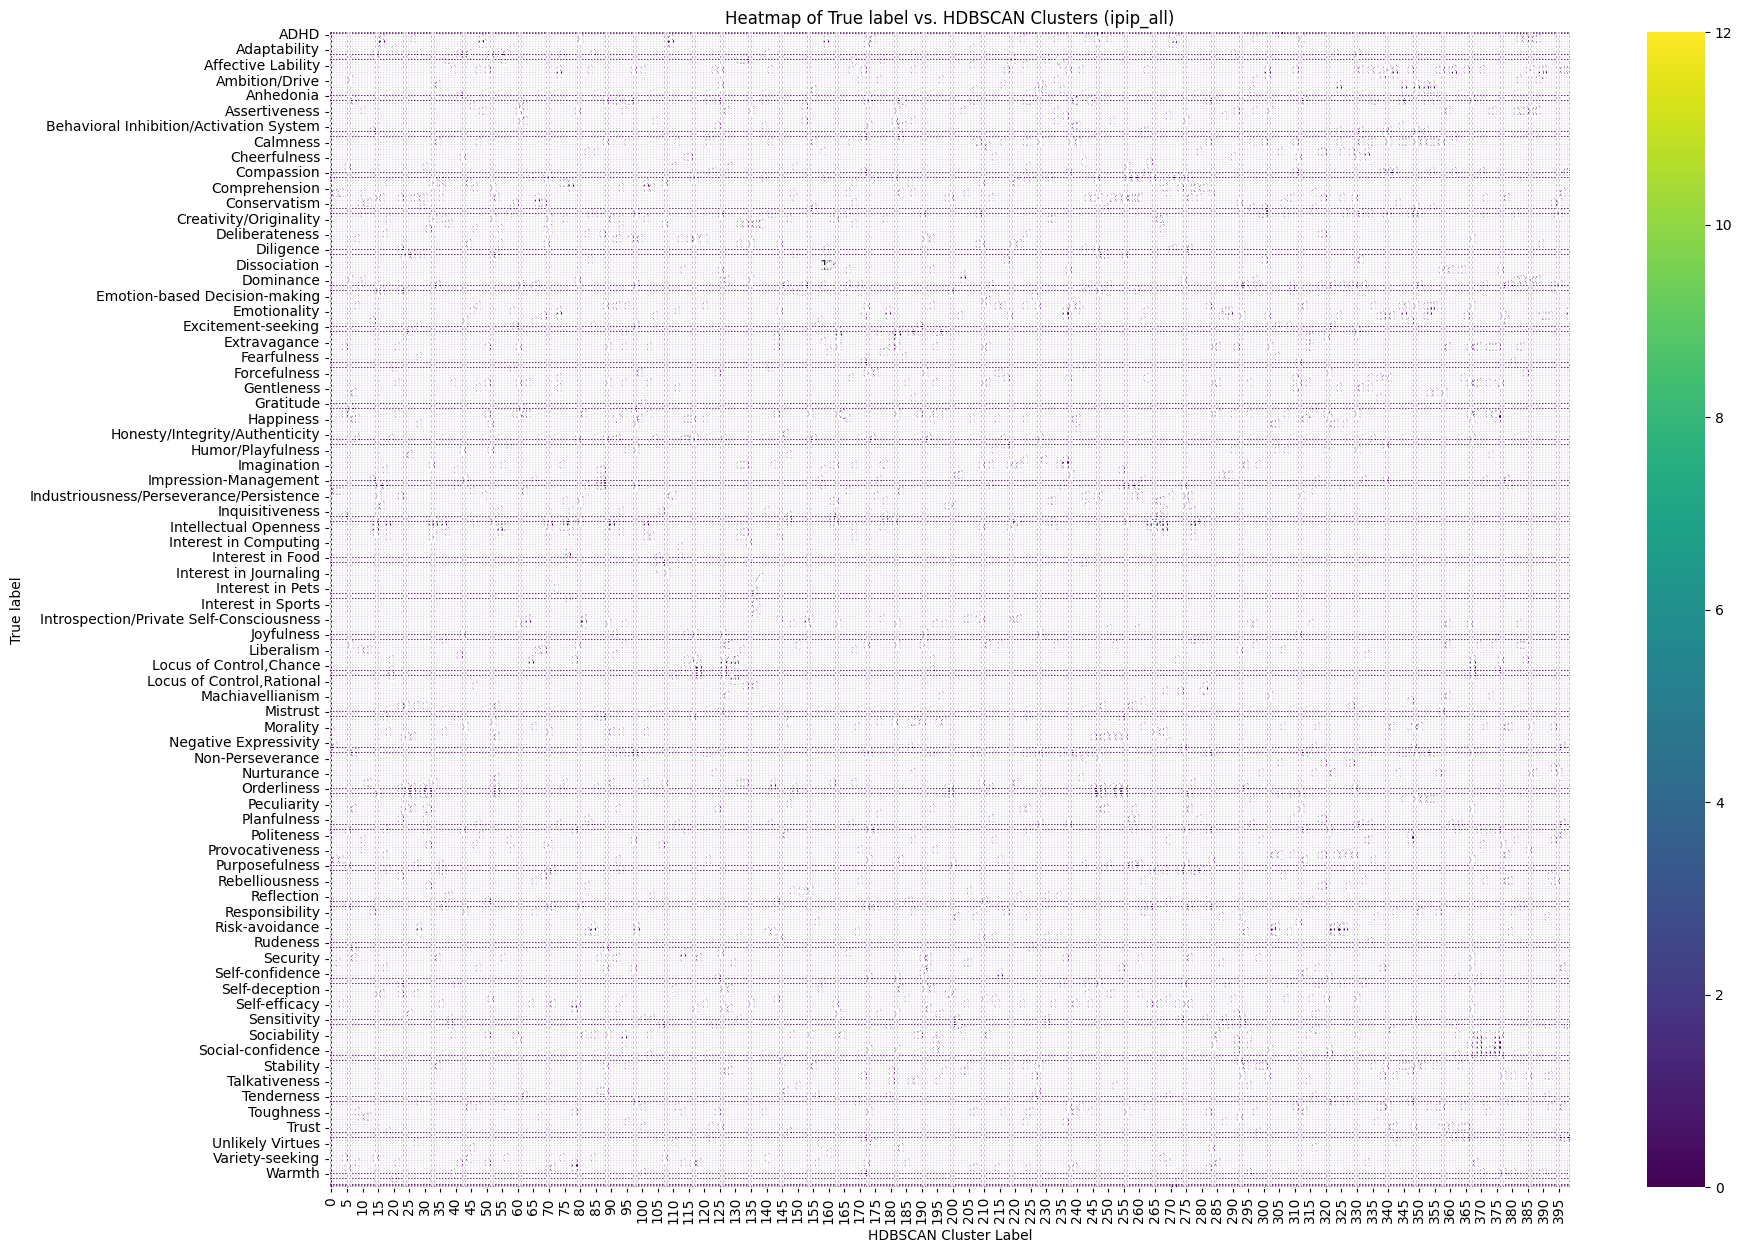 Heatmap of True label vs. HDBSCAN Clusters (ipip_all)
True label
ADHD
Adaptability
Affective Lability
Ambition/Drive
Anhedonia
Assertiveness
Behavioral Inhibition/Activation System
Calmness
Cheerfulness
Compassion
Comprehension
Conservatism
Creativity/Originality
Deliberateness
Diligence
Dissociation
Dominance
Emotion-based Decision-making
Emotionality
Excitement-seeking
Extravagance
Fearfulness
Forcefulness
Gentleness
Gratitude
Happiness
Honesty/Integrity/Authenticity
Humor/Playfulness
Imagination
Impression-Management
Industriousness/Perseverance/Persistence
Inquisitiveness
Intellectual Openness
Interest in Computing
Interest in Food
Interest in Journaling
Interest in Pets
Interest in Sports
Introspection/Private Self-Consciousness
Joyfulness
Liberalism
Locus of Control,Chance
Locus of Control,Rational
Machiavellianism
Mistrust
Morality
Negative Expressivity
Non-Perseverance
Nurturance
Orderliness
Peculiarity
Planfulness
Politeness
Provocativeness
Purposefulness
Rebelliousness
Reflection
Responsibility
Risk-avoidance
Rudeness
Security
Self-confidence
Self-deception
Self-efficacy
Sensitivity
Sociability
Social-confidence
Stability
Talkativeness
Tenderness
Toughness
Trust
Unlikely Virtues
Variety-seeking
Warmth
0 5 10 15 20 25 30 35 40 45 50 55 60 65 70 75 80 85 90 95 100 105 110 115 120 125 130 135 140 145 150 155 160 165 170 175 180 185 190 195 200 205 210 215 220 225 230 235 240 245 250 255 260 265 270 275 280 285 290 295 300 305 310 315 320 325 330 335 340 345 350 355 360 365 370 375 380 385 390 395
HDBSCAN Cluster Label
12
10
8
6
4
2
0